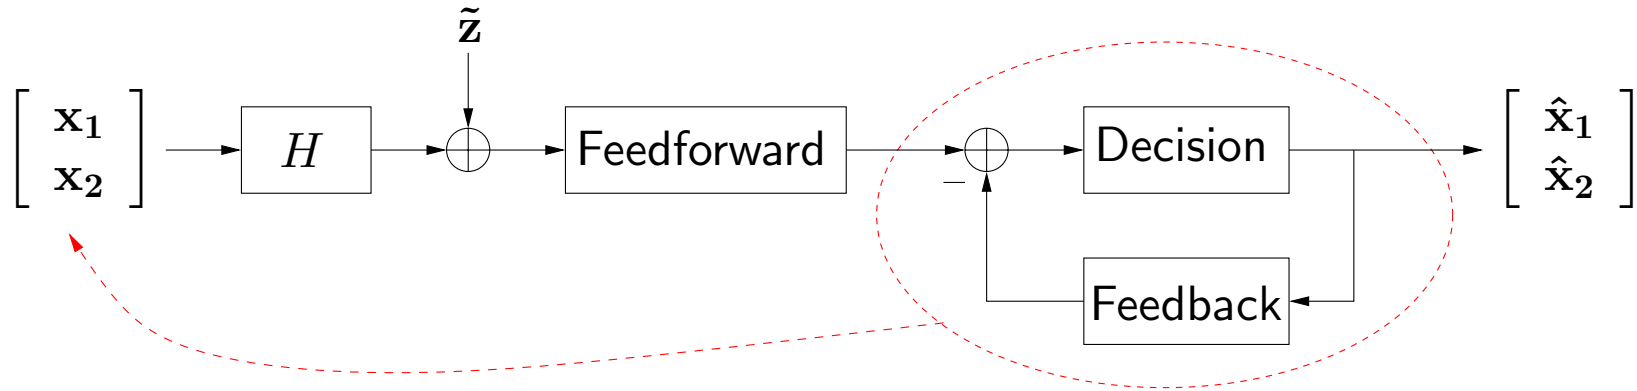 z̃
[ x₁ x₂ ]
H
Feedforward
−
Decision
Feedback
[ x̂₁ x̂₂ ]